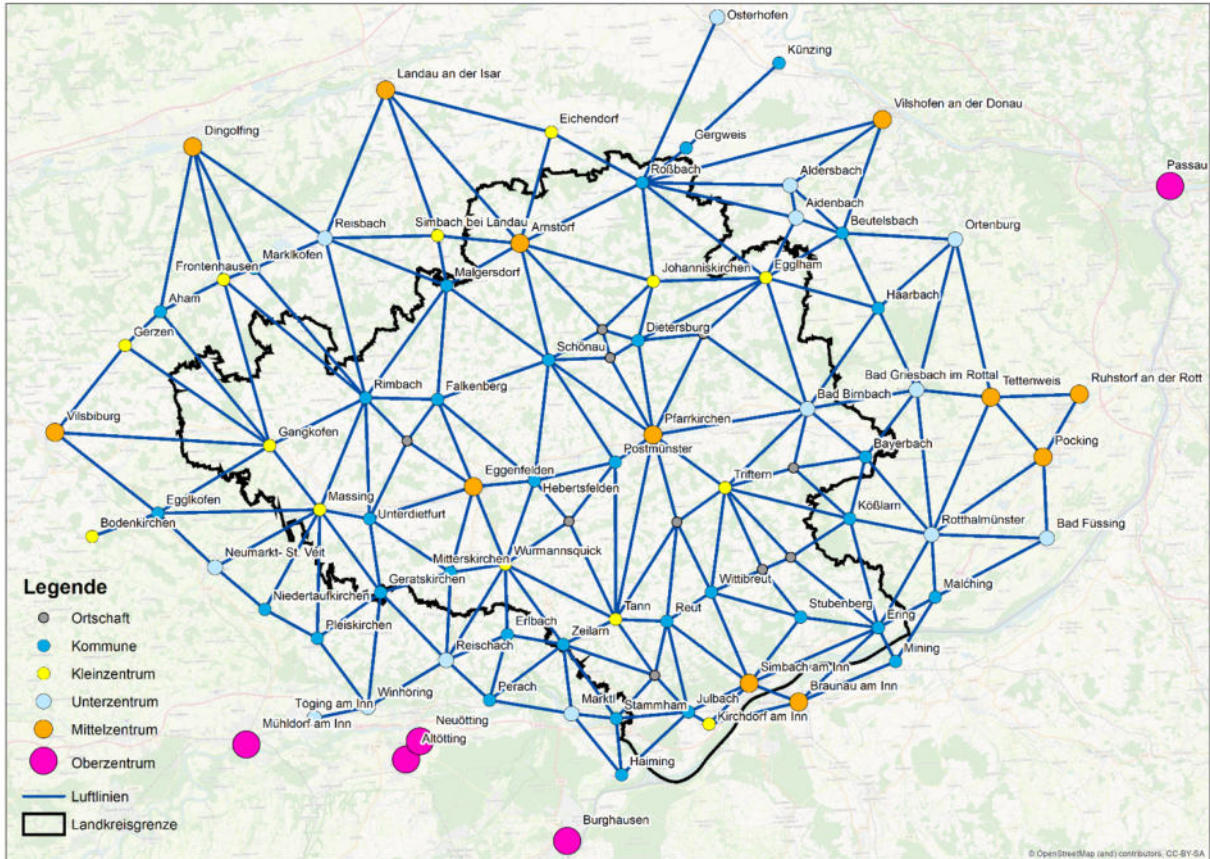 Osterhofen
Künzing
Landau an der Isar
Vilshofen an der Donau
Eichendorf
Dingolfing
Gergweis
Roßbach
Passau
Aldersbach
Aidenbach
Reisbach
Simbach bei Landau
Arnstorf
Beutelsbach
Ortenburg
Marklkofen
Frontenhausen
Malgersdorf
Johanniskirchen
Egglham
Aham
Haarbach
Gerzen
Dietersburg
Schönau
Rimbach
Falkenberg
Bad Griesbach im Rottal
Tettenweis
Ruhstorf an der Rott
Bad Birnbach
Vilsbiburg
Pfarrkirchen
Gangkofen
Postmünster
Pocking
Bayerbach
Eggenfelden
Hebertsfelden
Triftern
Egglkofen
Massing
Unterdietfurt
Kößlarn
Rotthalmünster
Bodenkirchen
Bad Füssing
Neumarkt- St. Veit
Mitterskirchen
Wurmannsquick
Geratskirchen
Wittibreut
Malching
Niedertaufkirchen
Stubenberg
Tann
Reut
Ering
Pleiskirchen
Erlbach
Zeilarn
Mining
Reischach
Simbach am Inn
Braunau am Inn
Winhöring
Perach
Marktl
Julbach
Töging am Inn
Stammham
Kirchdorf am Inn
Mühldorf am Inn
Neuötting
Altötting
Haiming
Burghausen
Legende
Ortschaft
Kommune
Kleinzentrum
Unterzentrum
Mittelzentrum
Oberzentrum
Luftlinien
Landkreisgrenze
© OpenStreetMap (and) contributors, CC-BY-SA